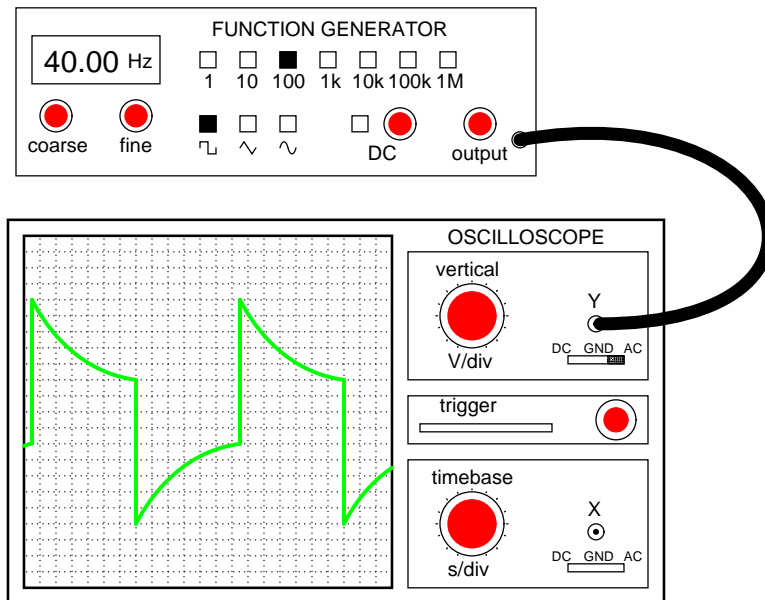 FUNCTION GENERATOR
40.00 Hz
1 10 100 1k 10k 100k 1M
coarse fine DC output
OSCILLOSCOPE
vertical
Y
DC GND AC
V/div
trigger
timebase
X
DC GND AC
s/div